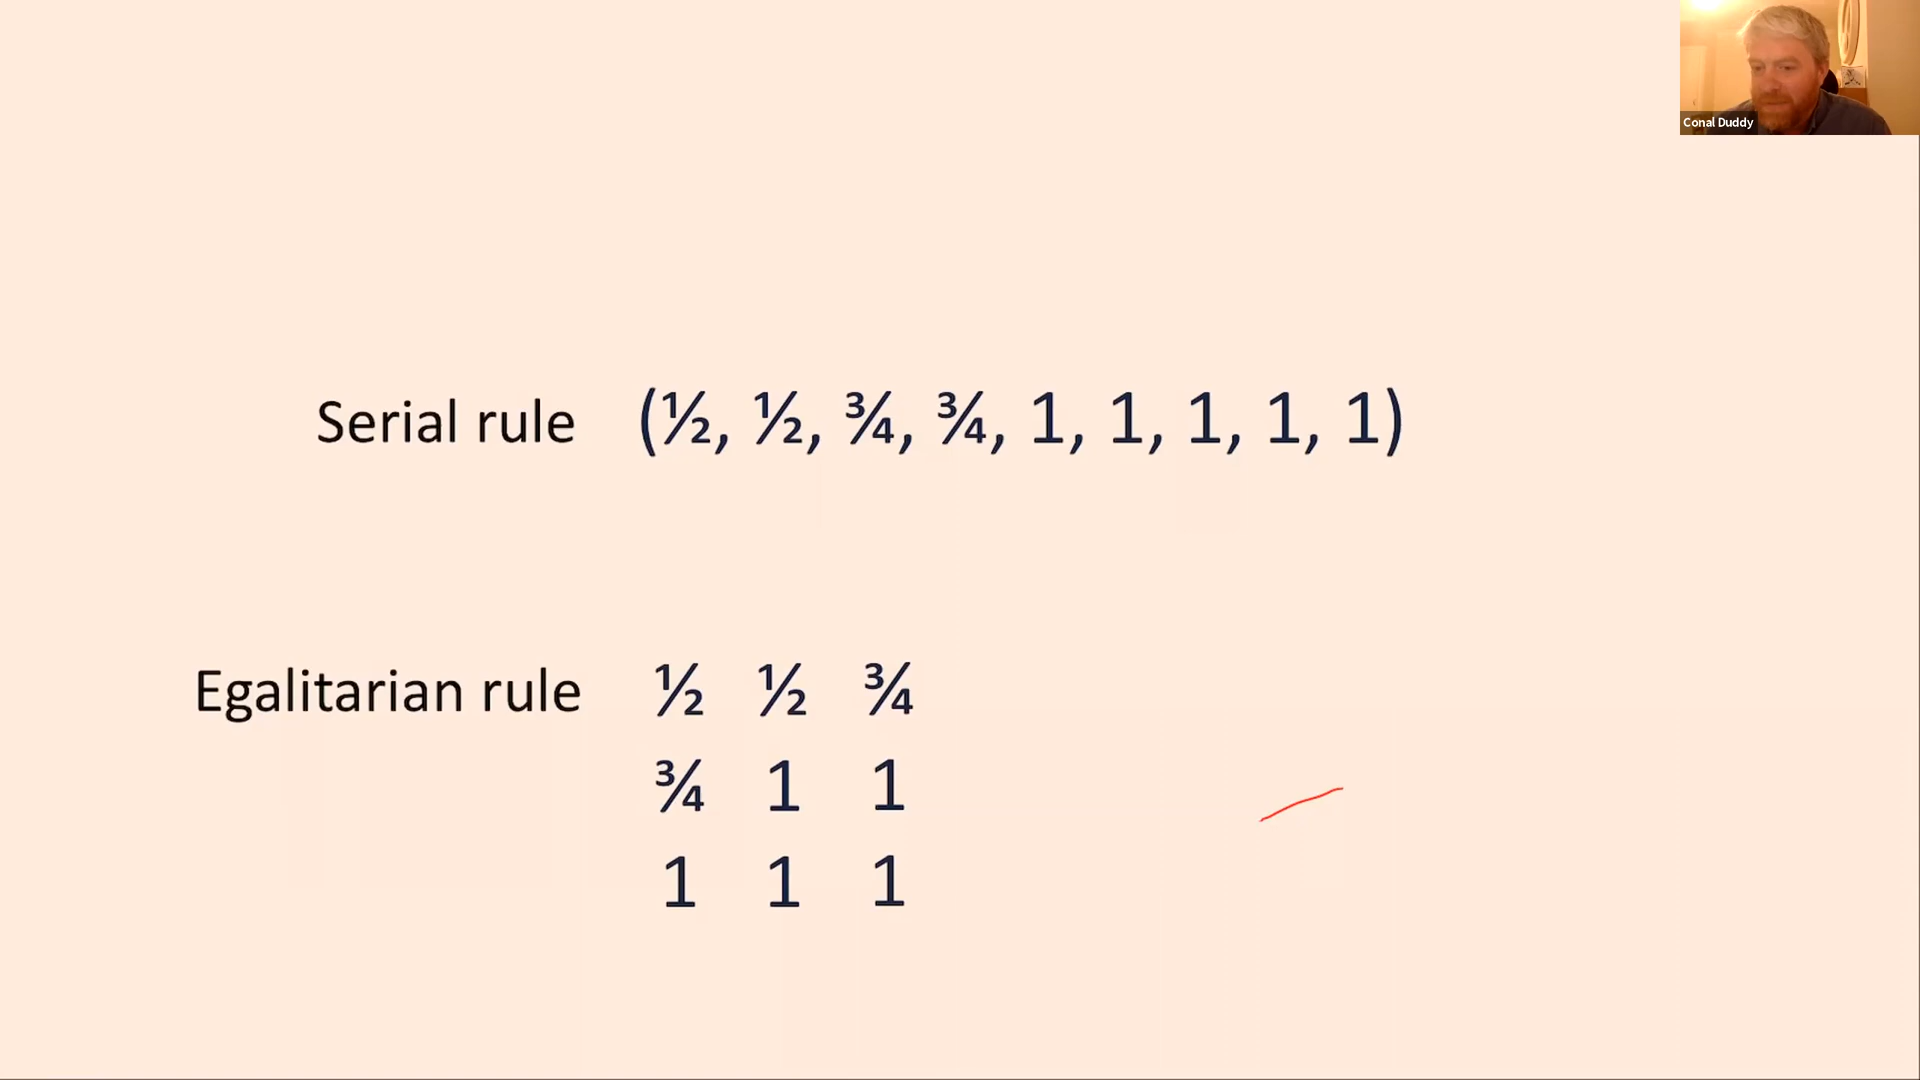 Conal Duddy
Serial rule (½, ½, ¾, ¾, 1, 1, 1, 1, 1)
Egalitarian rule ½ ½ ¾
¾ 1 1
1 1 1